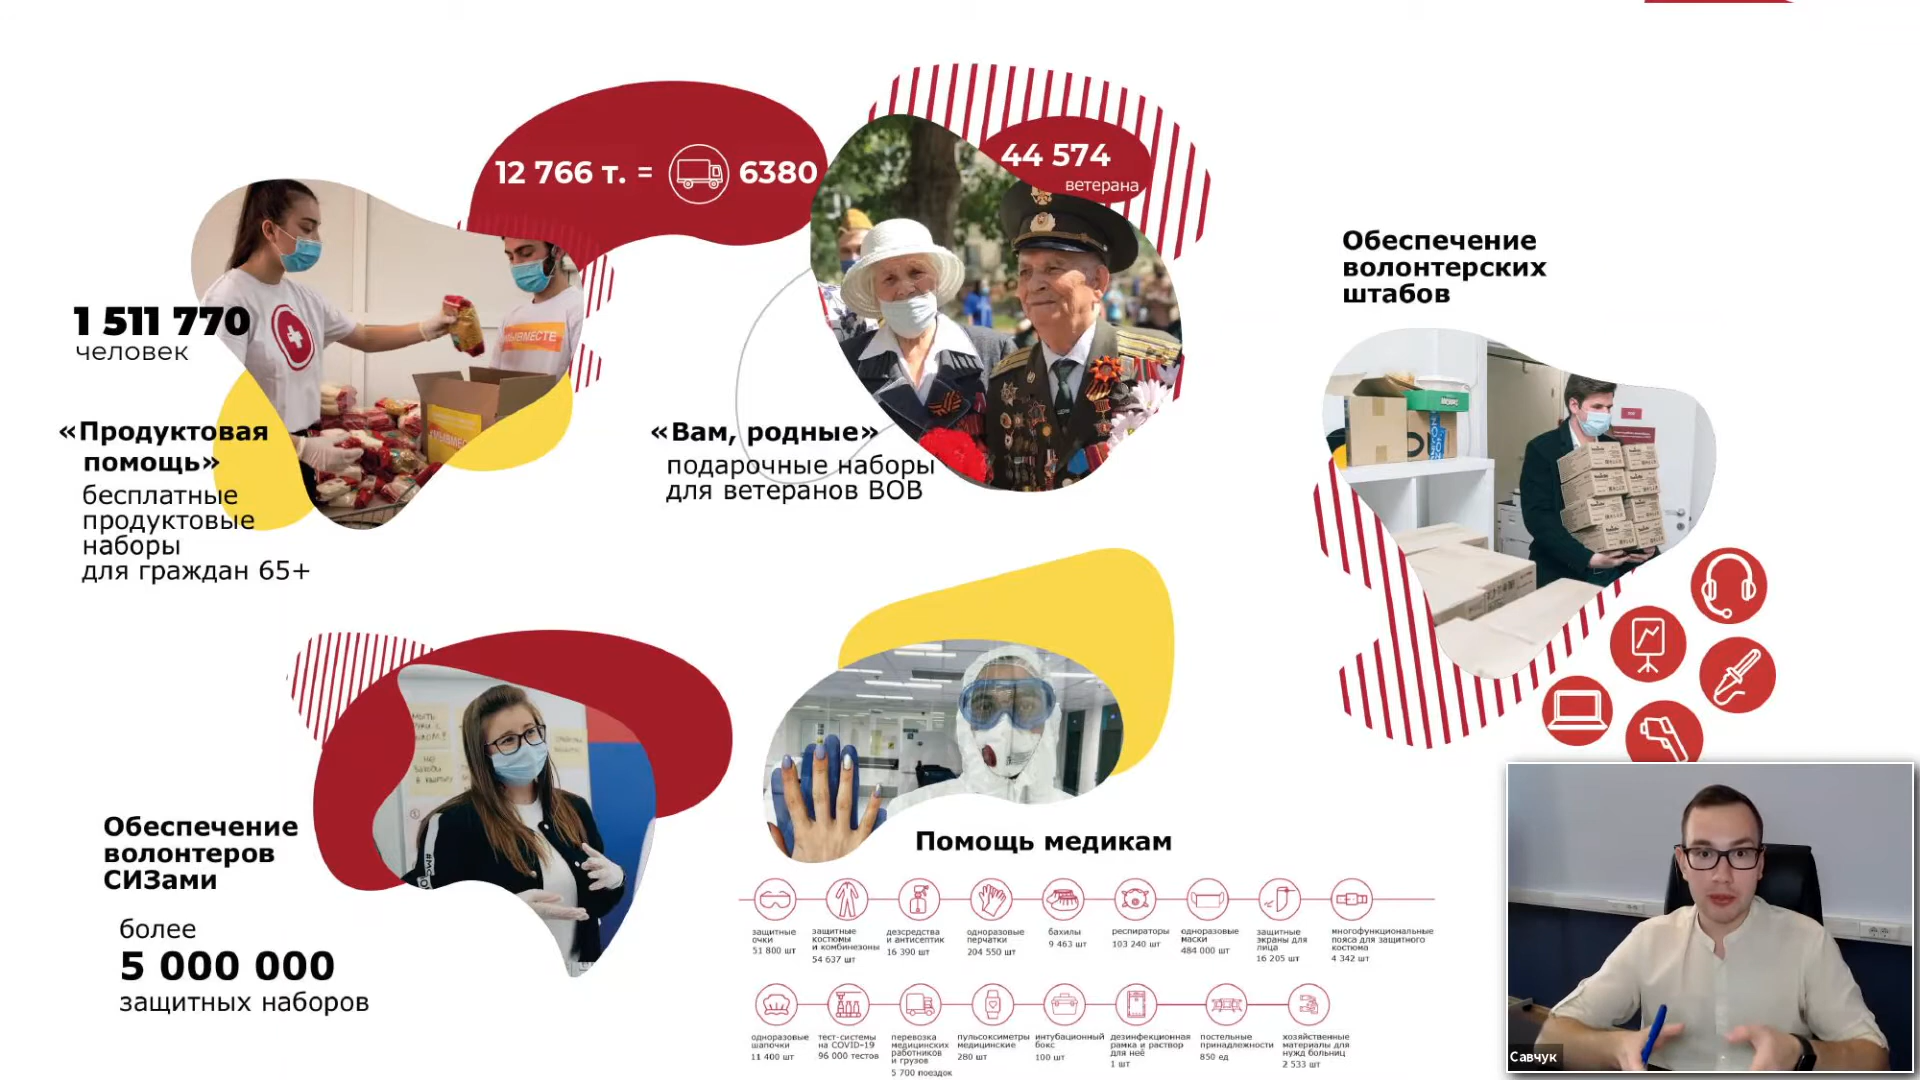 12 766 т. = 6380
44 574
ветерана
1 511 770
человек
«Продуктовая
помощь»
бесплатные
продуктовые
наборы
для граждан 65+
«Вам, родные»
подарочные наборы
для ветеранов ВОВ
Обеспечение
волонтерских
штабов
Обеспечение
волонтеров
СИЗами
более
5 000 000
защитных наборов
Помощь медикам
защитные
очки
51 800 шт
защитные
костюмы
и комбинезоны
54 637 шт
дезсредства
и антисептик
16 390 шт
одноразовые
перчатки
204 550 шт
бахилы
9 463 шт
респираторы
103 240 шт
одноразовые
маски
484 000 шт
защитные
экраны для
лица
16 205 шт
многофункциональные
пояса для защитного
костюма
4 342 шт
одноразовые
шапочки
11 400 шт
тест-системы
на COVID-19
96 000 тестов
перевозка
медицинских
работников
и грузов
5 700 поездок
пульсоксиметры
медицинские
280 шт
интубационный
бокс
100 шт
дезинфекционная
рамка и раствор
для неё
1 шт
постельные
принадлежности
850 ед
хозяйственные
материалы для
нужд больниц
2 533 шт
Савчук